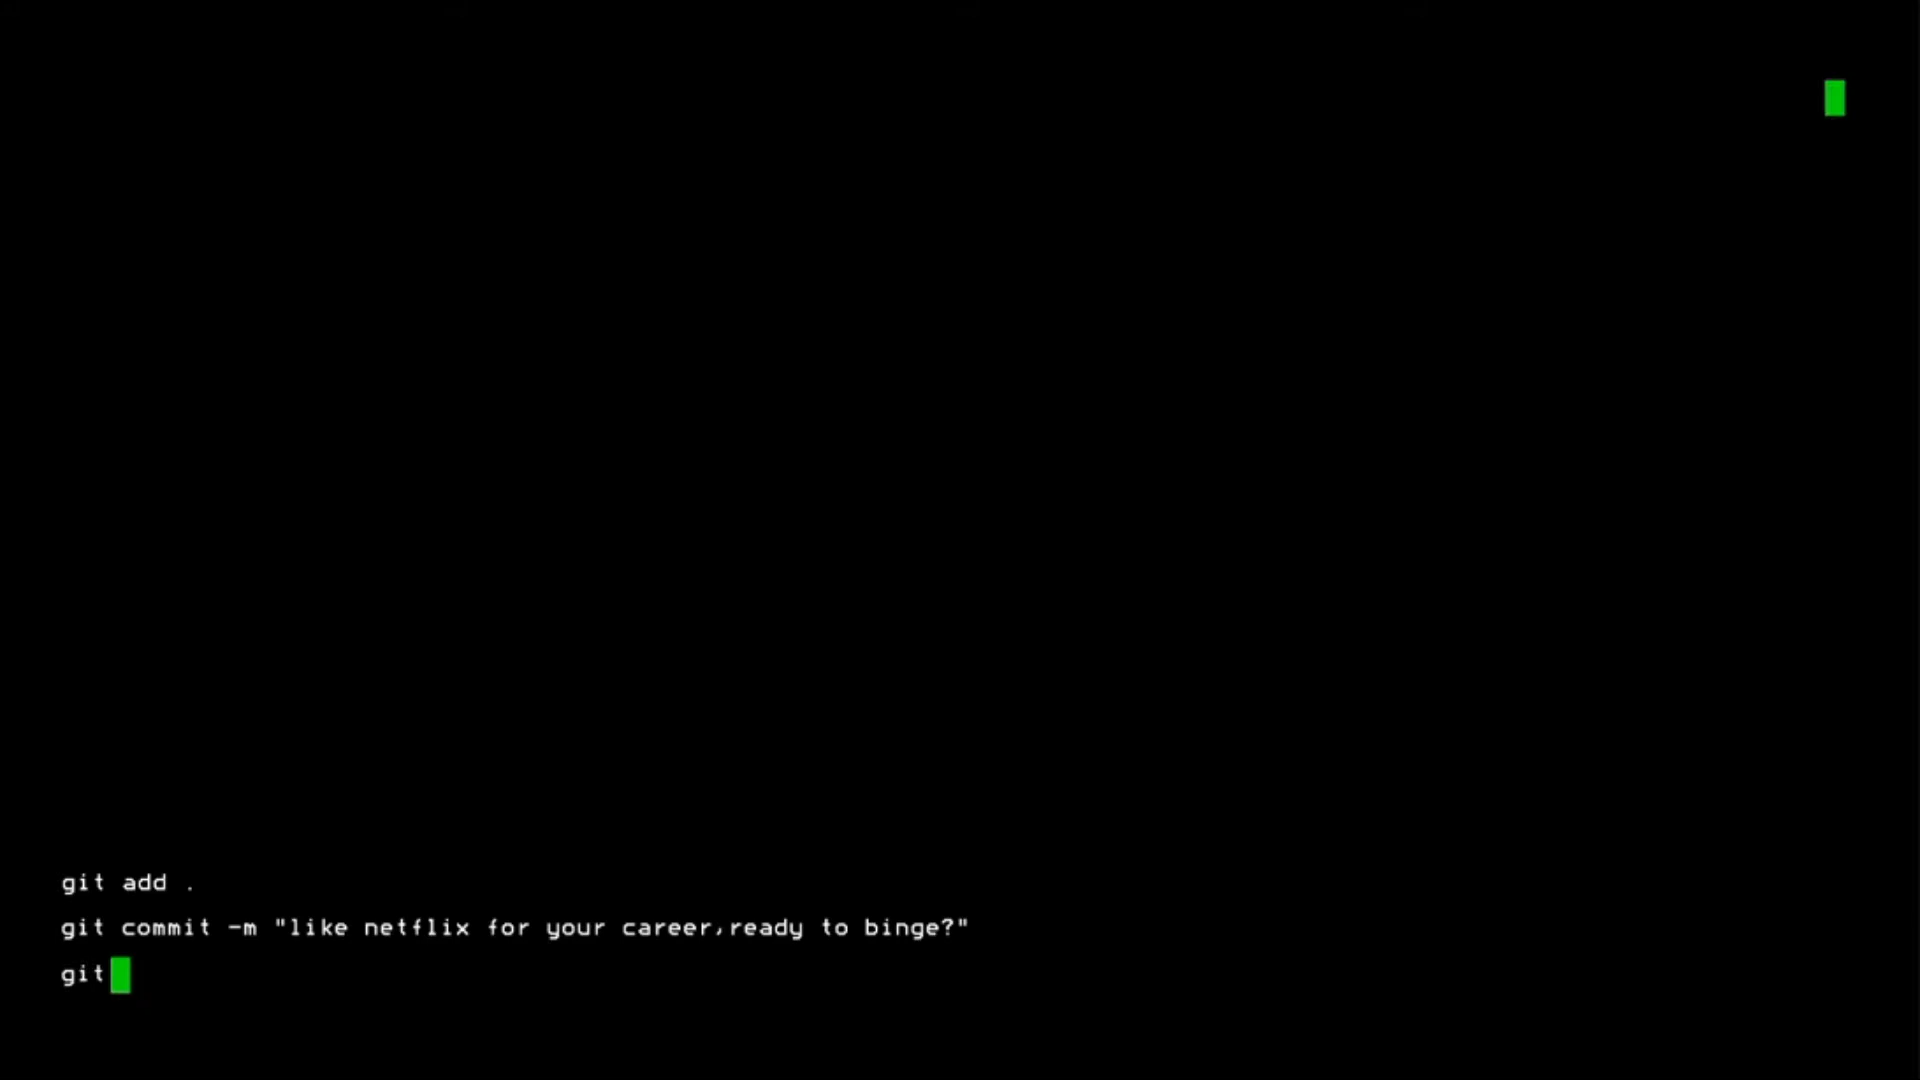 git add .
git commit -m "like netflix for your career,ready to binge?"
git